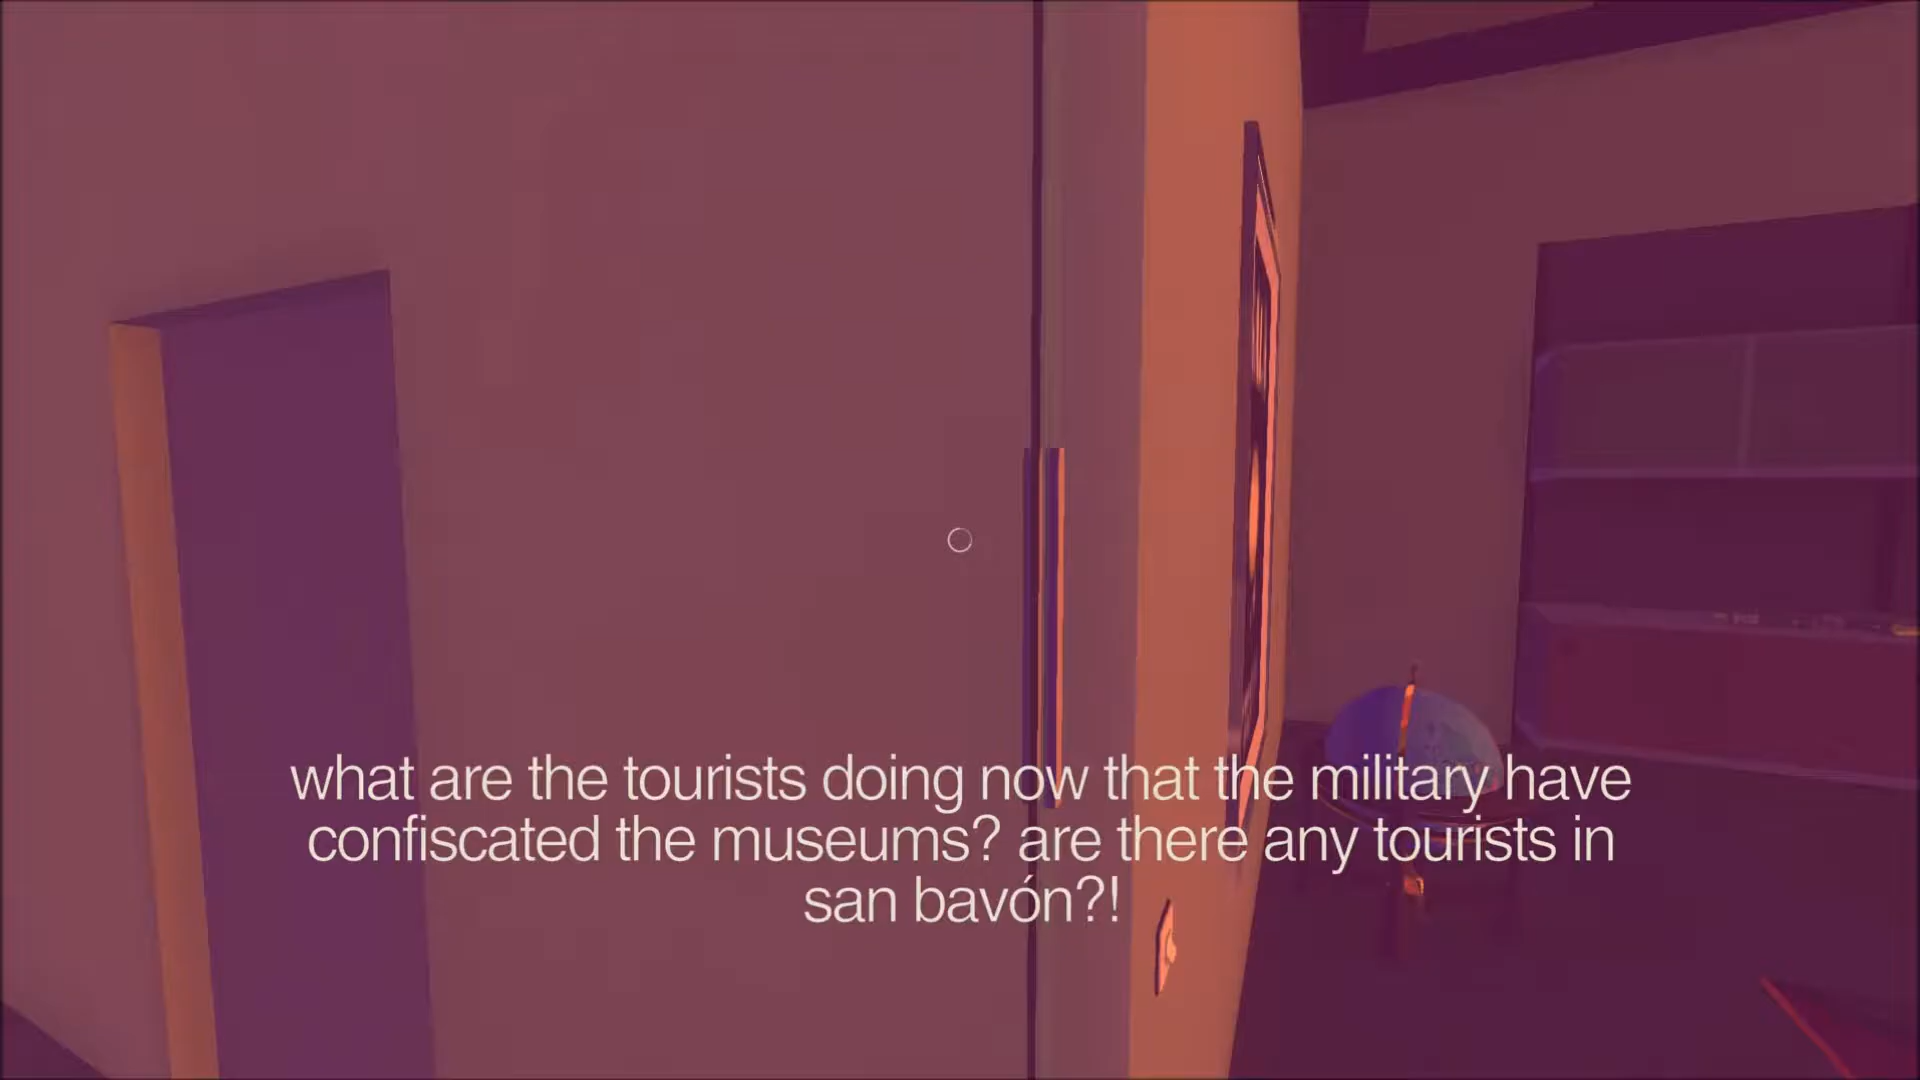 what are the tourists doing now that the military have
confiscated the museums? are there any tourists in
san bavón?!